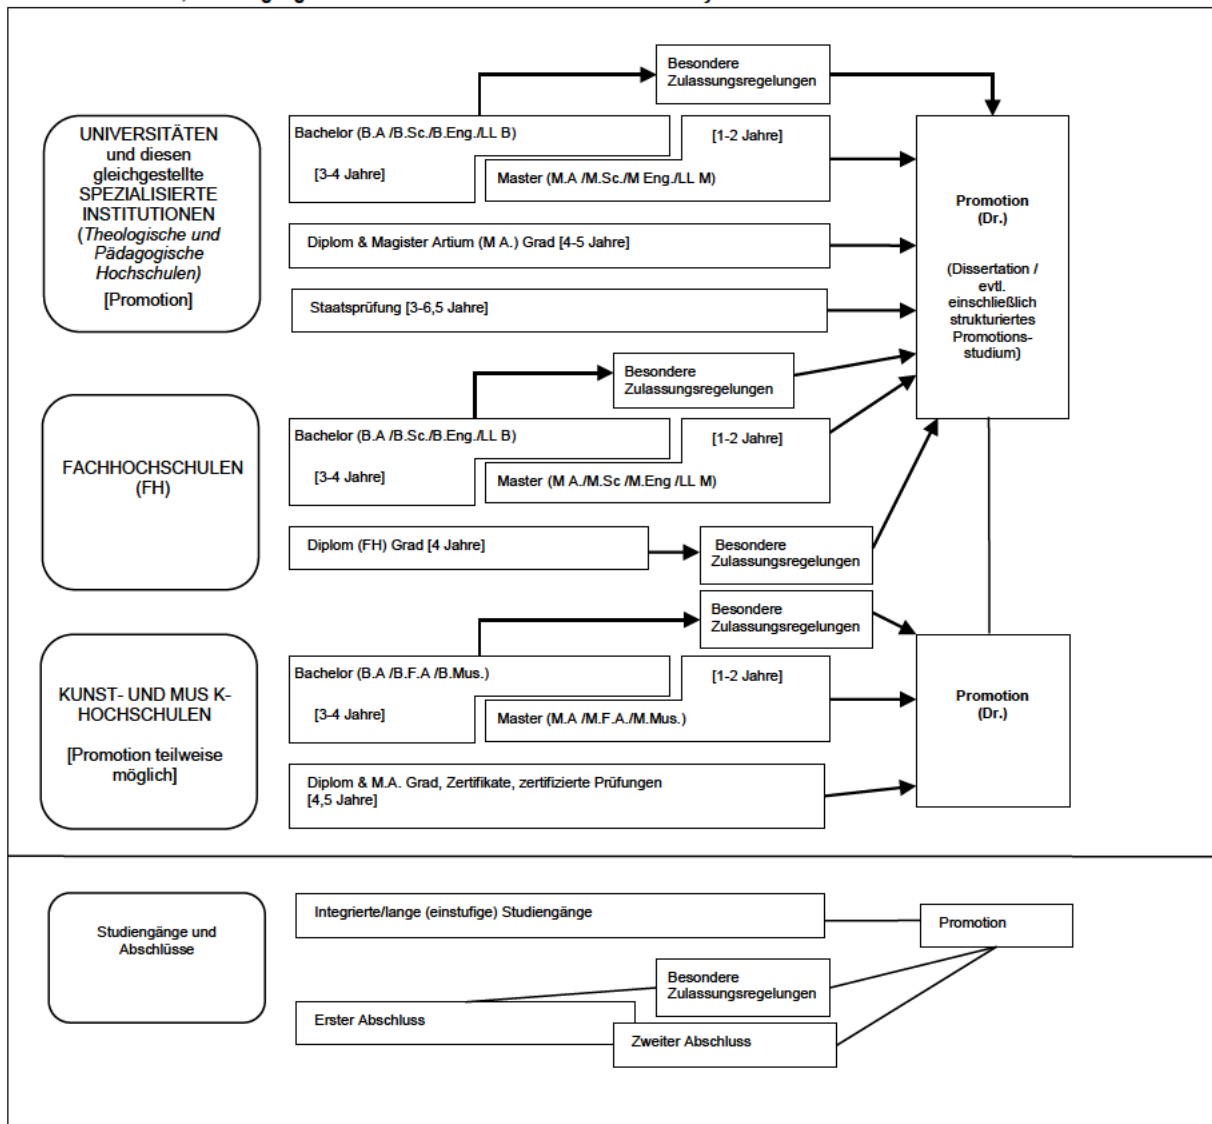 Besondere
Zulassungsregelungen
UNIVERSITÄTEN
und diesen
gleichgestellte
SPEZIALISIERTE
INSTITUTIONEN
(Theologische und
Pädagogische
Hochschulen)
[Promotion]
Bachelor (B.A /B.Sc./B.Eng./LL B)
[1-2 Jahre]
[3-4 Jahre]
Master (M.A /M.Sc./M Eng./LL M)
Diplom & Magister Artium (M A.) Grad [4-5 Jahre]
Staatsprüfung [3-6,5 Jahre]
Promotion
(Dr.)
(Dissertation /
evtl.
einschließlich
strukturiertes
Promotions-
studium)
Besondere
Zulassungsregelungen
FACHHOCHSCHULEN
(FH)
Bachelor (B.A /B.Sc./B.Eng./LL B)
[1-2 Jahre]
[3-4 Jahre]
Master (M A./M.Sc /M.Eng /LL M)
Diplom (FH) Grad [4 Jahre]
Besondere
Zulassungsregelungen
Besondere
Zulassungsregelungen
KUNST- UND MUS K-
HOCHSCHULEN
[Promotion teilweise
möglich]
Bachelor (B.A /B.F.A /B.Mus.)
[1-2 Jahre]
[3-4 Jahre]
Master (M.A /M.F.A./M.Mus.)
Diplom & M.A. Grad, Zertifikate, zertifizierte Prüfungen
[4,5 Jahre]
Promotion
(Dr.)
Studiengänge und
Abschlüsse
Integrierte/lange (einstufige) Studiengänge
Promotion
Besondere
Zulassungsregelungen
Erster Abschluss
Zweiter Abschluss